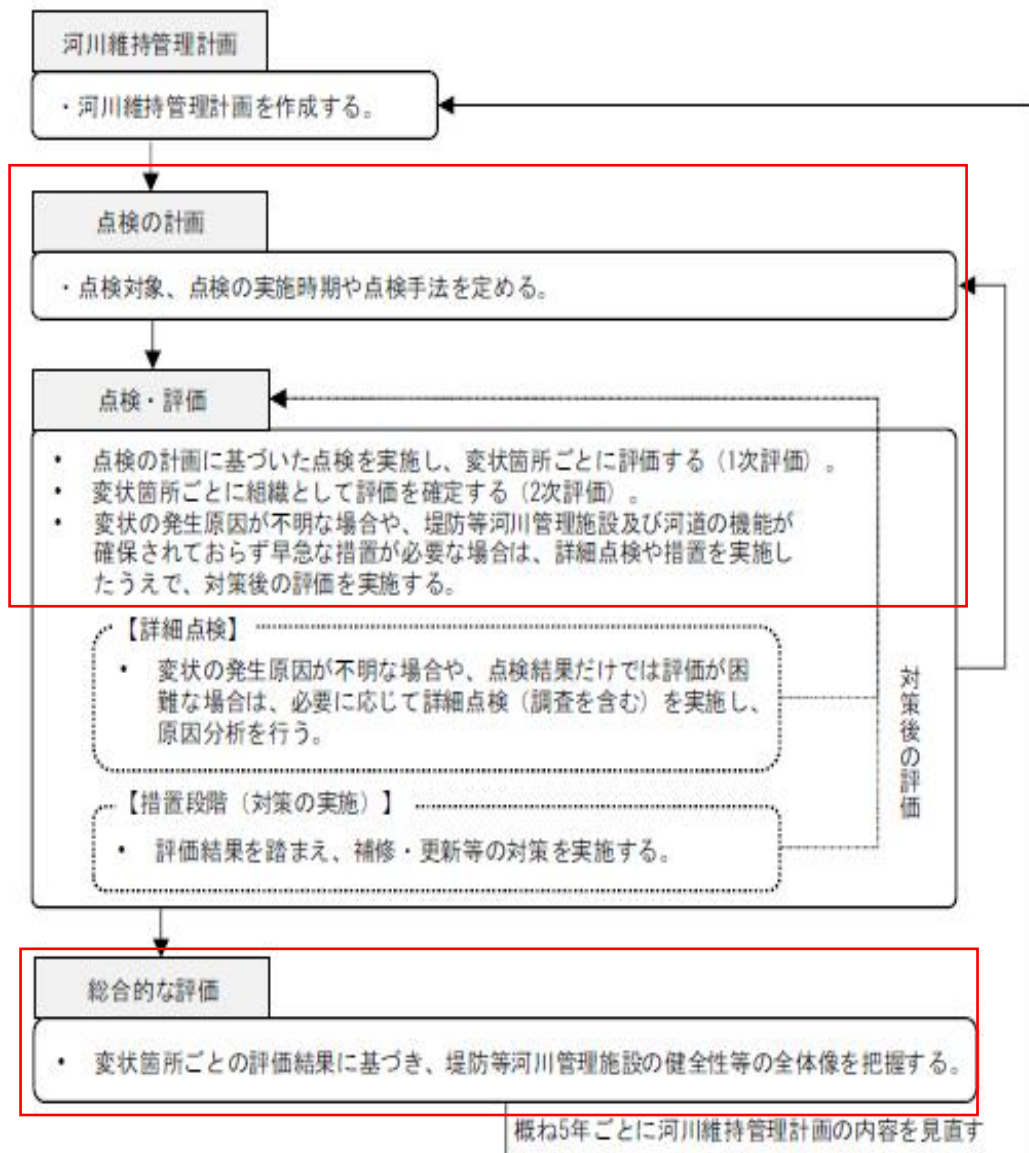 河川維持管理計画
・河川維持管理計画を作成する。
点検の計画
・点検対象、点検の実施時期や点検手法を定める。
点検・評価
• 点検の計画に基づいた点検を実施し、変状箇所ごとに評価する（1次評価）。
• 変状箇所ごとに組織として評価を確定する（2次評価）。
• 変状の発生原因が不明な場合や、堤防等河川管理施設及び河道の機能が
確保されておらず早急な措置が必要な場合は、詳細点検や措置を実施し
たうえで、対策後の評価を実施する。
【詳細点検】
• 変状の発生原因が不明な場合や、点検結果だけでは評価が困
難な場合は、必要に応じて詳細点検（調査を含む）を実施し、
原因分析を行う。
【措置段階（対策の実施）】
• 評価結果を踏まえ、補修・更新等の対策を実施する。
対策後の評価
総合的な評価
• 変状箇所ごとの評価結果に基づき、堤防等河川管理施設の健全性等の全体像を把握する。
概ね5年ごとに河川維持管理計画の内容を見直す